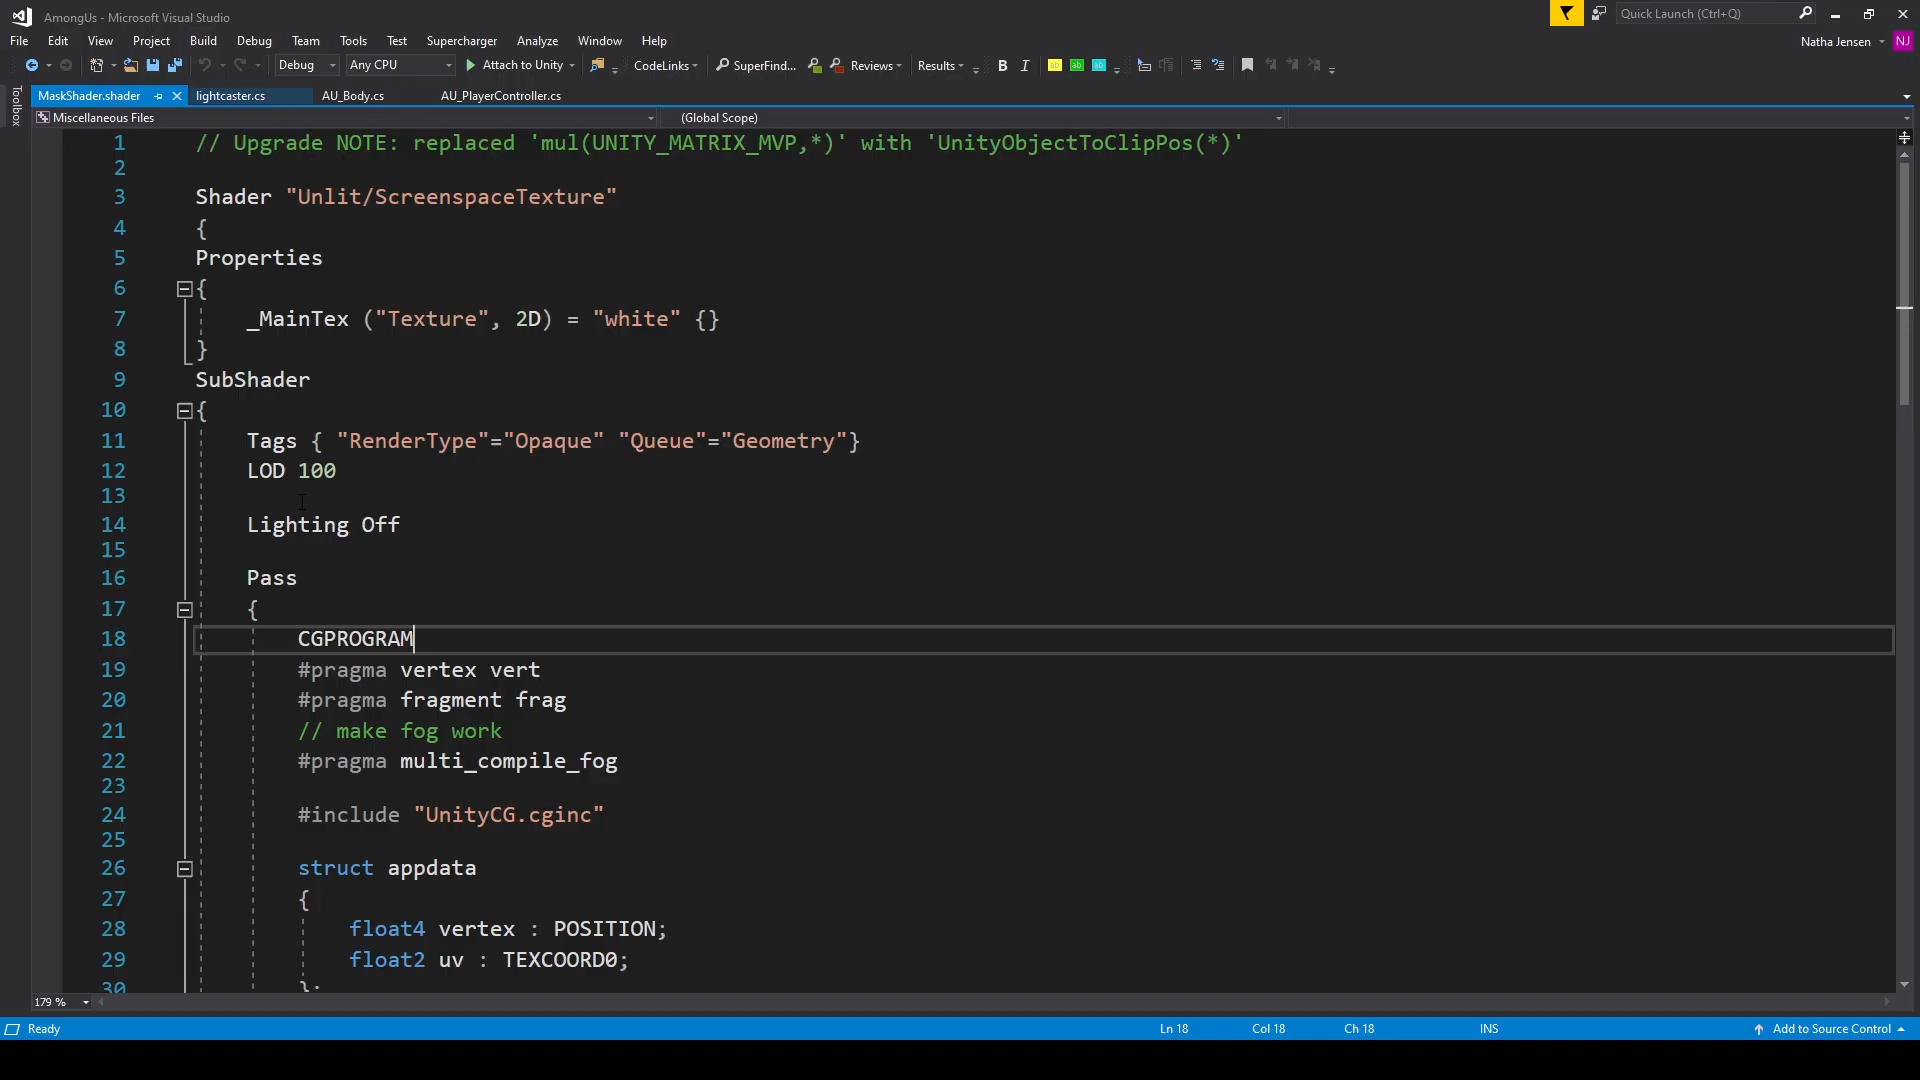 AmongUs - Microsoft Visual Studio
Quick Launch (Ctrl+Q)
File Edit View Project Build Debug Team Tools Test Supercharger Analyze Window Help
Natha Jensen NJ
Debug Any CPU Attach to Unity CodeLinks SuperFind... Reviews Results B I ab ab ab
Toolbox
MaskShader.shader lightcaster.cs AU_Body.cs AU_PlayerController.cs
Miscellaneous Files (Global Scope)
1 // Upgrade NOTE: replaced 'mul(UNITY_MATRIX_MVP,*)' with 'UnityObjectToClipPos(*)'
2
3 Shader "Unlit/ScreenspaceTexture"
4 {
5 Properties
6 {
7 _MainTex ("Texture", 2D) = "white" {}
8 }
9 SubShader
10 {
11 Tags { "RenderType"="Opaque" "Queue"="Geometry"}
12 LOD 100
13
14 Lighting Off
15
16 Pass
17 {
18 CGPROGRAM
19 #pragma vertex vert
20 #pragma fragment frag
21 // make fog work
22 #pragma multi_compile_fog
23
24 #include "UnityCG.cginc"
25
26 struct appdata
27 {
28 float4 vertex : POSITION;
29 float2 uv : TEXCOORD0;
30 };
179 %
Ready Ln 18 Col 18 Ch 18 INS Add to Source Control